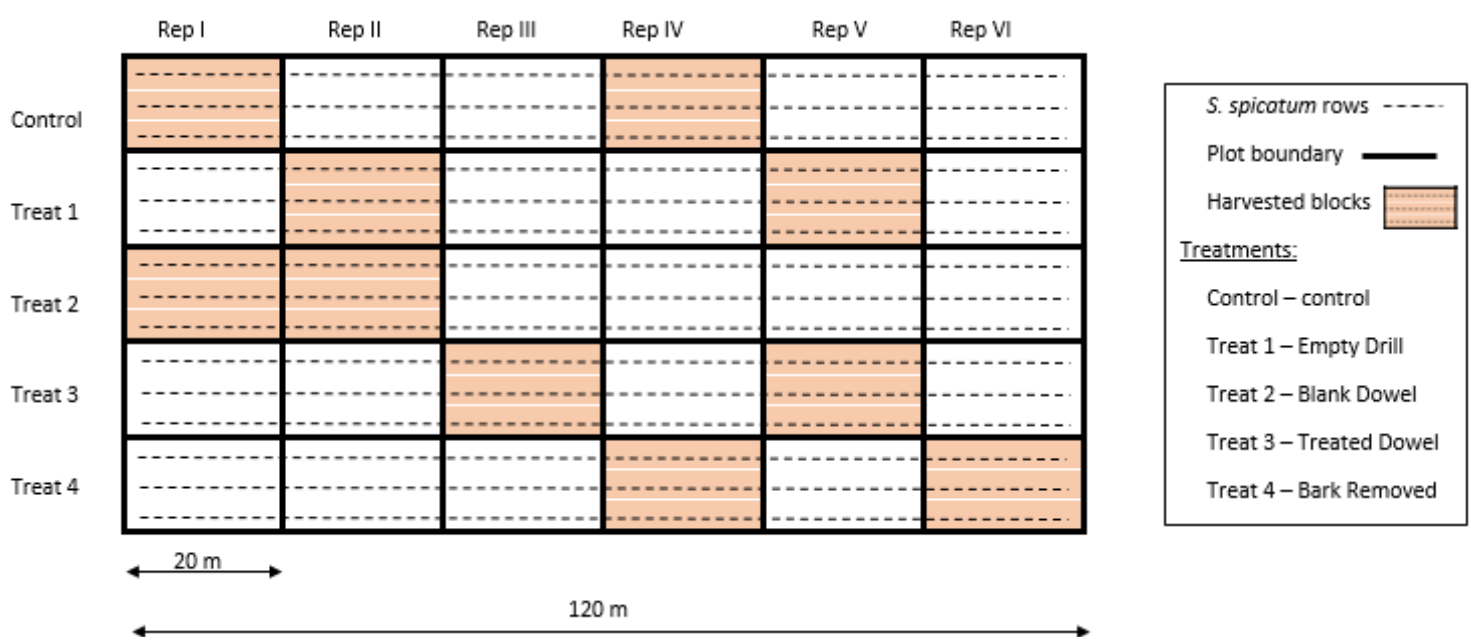 Rep I Rep II Rep III Rep IV Rep V Rep VI
Control
Treat 1
Treat 2
Treat 3
Treat 4
20 m
120 m
S. spicatum rows
Plot boundary
Harvested blocks
Treatments:
Control – control
Treat 1 – Empty Drill
Treat 2 – Blank Dowel
Treat 3 – Treated Dowel
Treat 4 – Bark Removed